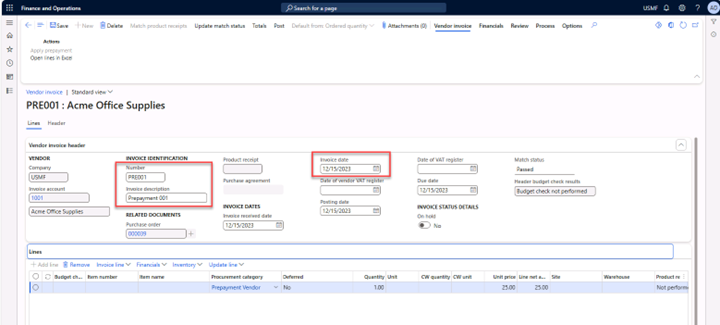 Finance and Operations
Search for a page
USMF
Save
New
Delete
Match product receipts
Update match status
Totals
Post
Default from: Ordered quantity
Attachments (0)
Vendor invoice
Financials
Review
Process
Options
Actions
Apply prepayment
Open lines in Excel
Vendor invoice | Standard view
PRE001 : Acme Office Supplies
Lines
Header
Vendor invoice header
VENDOR
Company
USMF
Invoice account
1001
Acme Office Supplies
INVOICE IDENTIFICATION
Number
PRE001
Invoice description
Prepayment 001
RELATED DOCUMENTS
Purchase order
000039
Product receipt
Purchase agreement
INVOICE DATES
Invoice received date
12/15/2023
Invoice date
12/15/2023
Date of vendor VAT register
Posting date
12/15/2023
Date of VAT register
Due date
12/15/2023
INVOICE STATUS DETAILS
On hold
No
Match status
Passed
Header budget check results
Budget check not performed
Lines
Add line
Remove
Invoice line
Financials
Inventory
Update line
Budget ch...
Item number
Item name
Procurement category
Deferred
Quantity
Unit
CW quantity
CW unit
Unit price
Line net a...
Site
Warehouse
Product re
Prepayment Vendor
No
1.00
25.00
25.00
Not perform